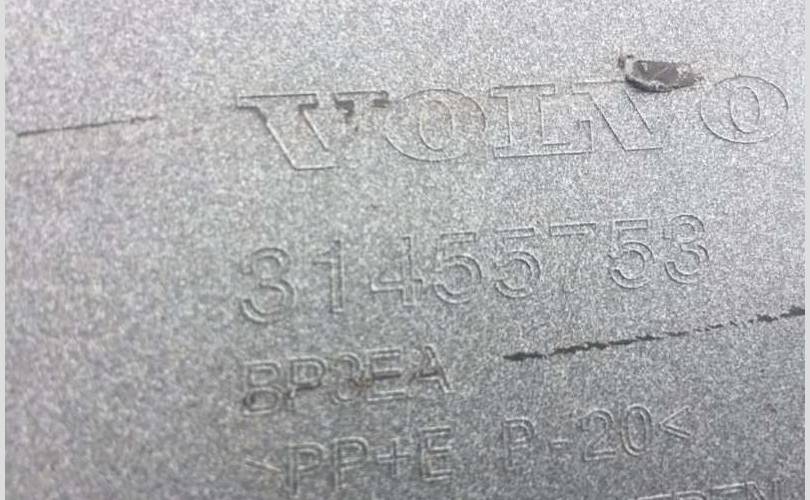 VOLVO
31455753
BP3EA
>PP+E P-20<